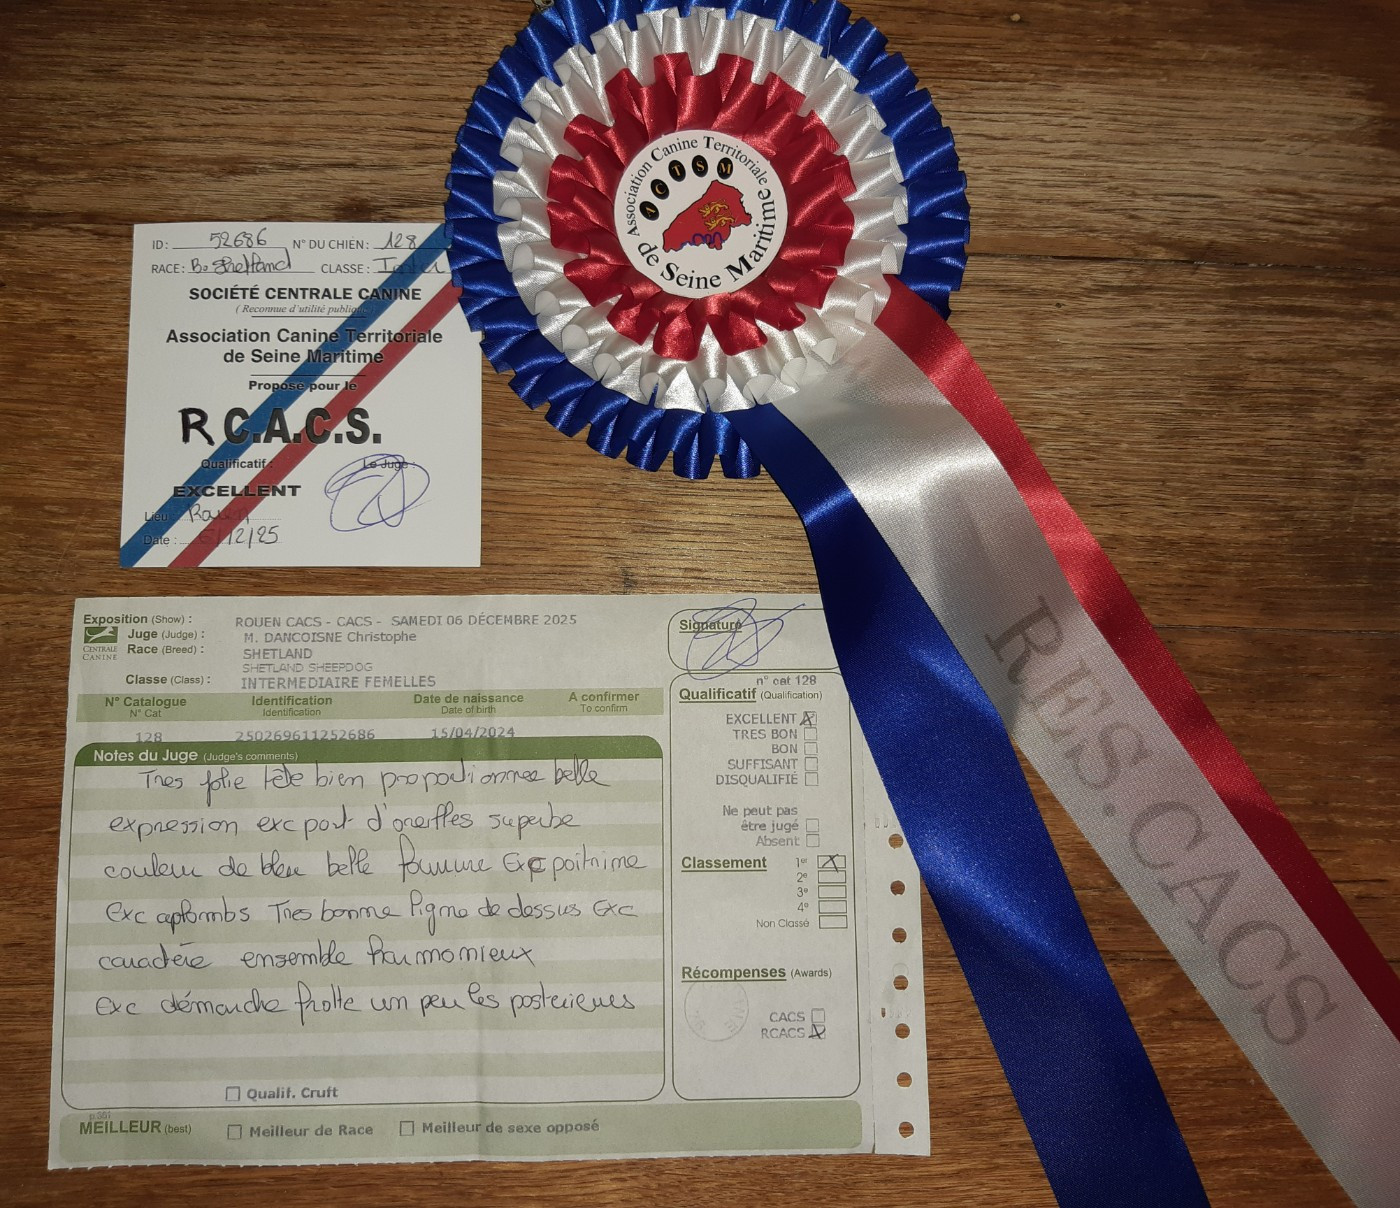 Association Canine Territoriale
ACTSM
de Seine Maritime
RES.CACS
ID: 52686 N° DU CHIEN: 128
RACE: B. Shetland CLASSE:
SOCIÉTÉ CENTRALE CANINE
( Reconnue d'utilité publique
Association Canine Territoriale
de Seine Maritime
Propose pour le
R C.A.C.S.
Qualificatif : Le Juge :
EXCELLENT
Lieu : Rouen
Date : 6/12/25
Exposition (Show) : ROUEN CACS - CACS - SAMEDI 06 DÉCEMBRE 2025
Juge (Judge) : M. DANCOISNE Christophe
CENTRALE
CANINE
Race (Breed) : SHETLAND
SHETLAND SHEEPDOG
Classe (Class) : INTERMEDIAIRE FEMELLES
N° Catalogue Identification Date de naissance A confirmer
N° Cat Identification Date of birth To confirm
128 250269611252686 15/04/2024
Notes du Juge (Judge's comments)
Tres jolie tête bien proportionnee belle
expression exc port d'oreilles superbe
couleur de bleu belle fourrure Exc poitrine
Exc aplombs Tres bonne ligne de dessus Exc
caractère ensemble harmonieux
Exc démarche frotte un peu les posterieurs
Qualif. Cruft
p.351
MEILLEUR (best) Meilleur de Race Meilleur de sexe opposé
Signature
n° cat 128
Qualificatif (Qualification)
EXCELLENT X
TRES BON
BON
SUFFISANT
DISQUALIFIÉ
Ne peut pas
être jugé
Absent
Classement 1er X
2e
3e
4e
Non Classé
Récompenses (Awards)
CACS
RCACS X